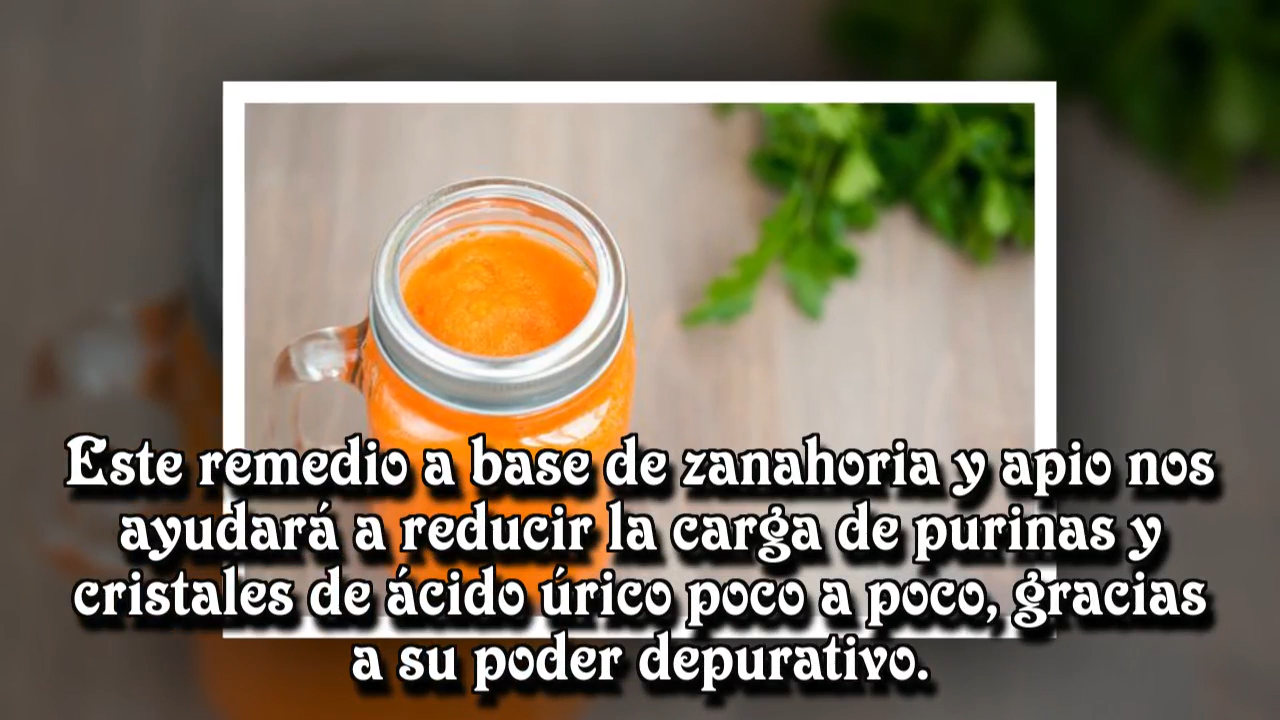 Este remedio a base de zanahoria y apio nos
ayudará a reducir la carga de purinas y
cristales de ácido úrico poco a poco, gracias
a su poder depurativo.